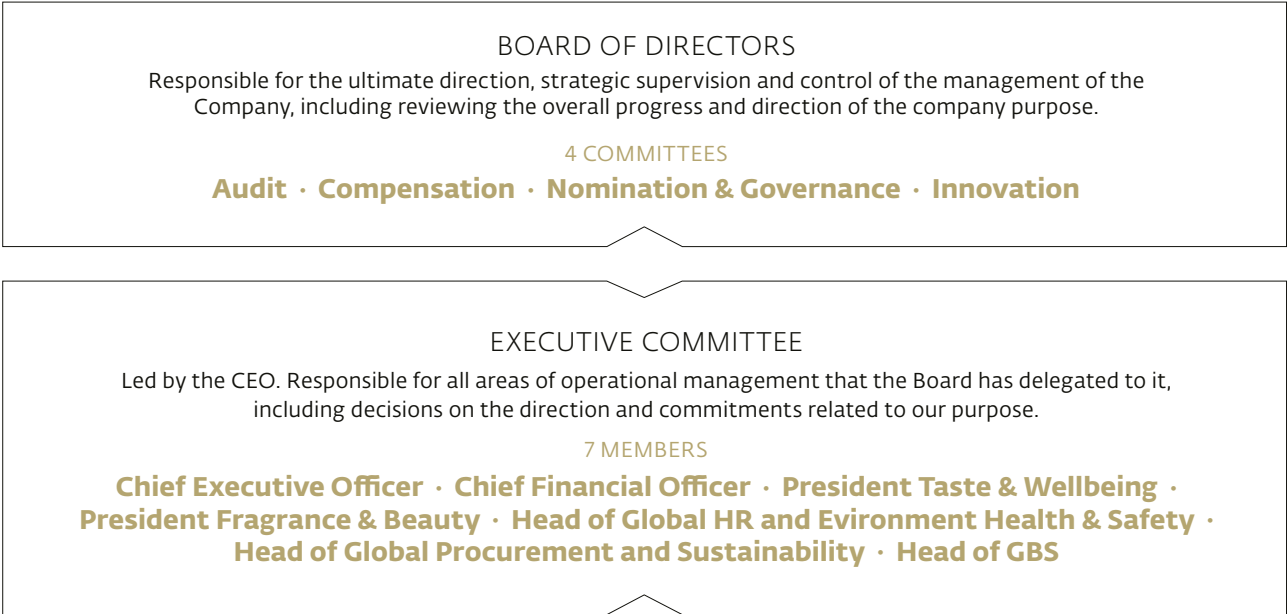 BOARD OF DIRECTORS
Responsible for the ultimate direction, strategic supervision and control of the management of the
Company, including reviewing the overall progress and direction of the company purpose.
4 COMMITTEES
Audit · Compensation · Nomination & Governance · Innovation
EXECUTIVE COMMITTEE
Led by the CEO. Responsible for all areas of operational management that the Board has delegated to it,
including decisions on the direction and commitments related to our purpose.
7 MEMBERS
Chief Executive Officer · Chief Financial Officer · President Taste & Wellbeing ·
President Fragrance & Beauty · Head of Global HR and Evironment Health & Safety ·
Head of Global Procurement and Sustainability · Head of GBS